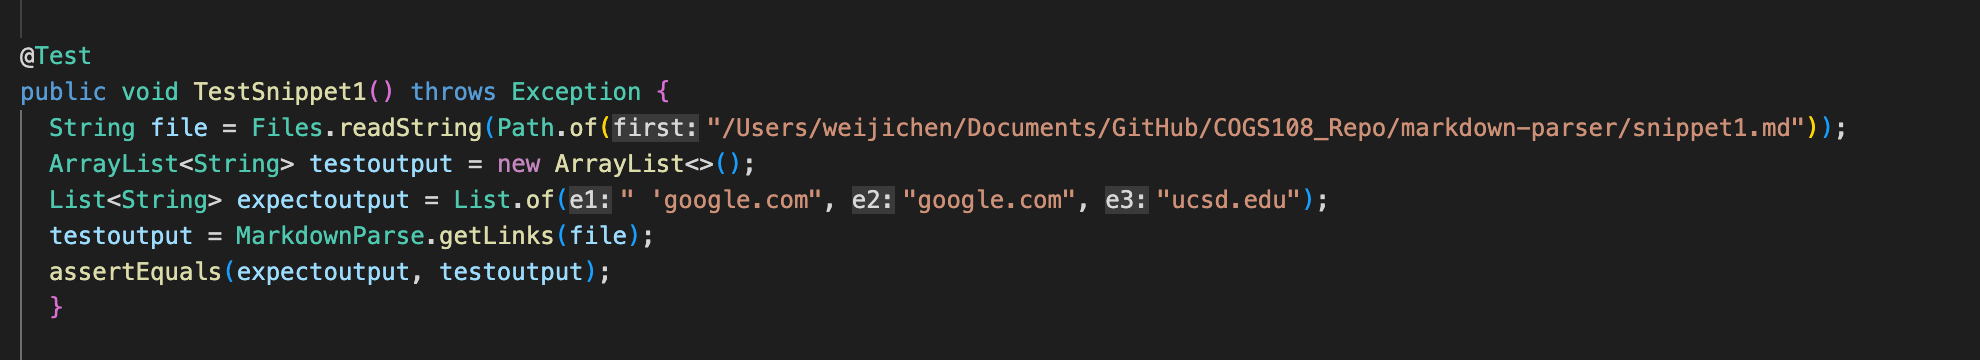 @Test
public void TestSnippet1() throws Exception {
String file = Files.readString(Path.of(first: "/Users/weijichen/Documents/GitHub/COGS108_Repo/markdown-parser/snippet1.md"));
ArrayList<String> testoutput = new ArrayList<>();
List<String> expectoutput = List.of(e1: " 'google.com", e2: "google.com", e3: "ucsd.edu");
testoutput = MarkdownParse.getLinks(file);
assertEquals(expectoutput, testoutput);
}